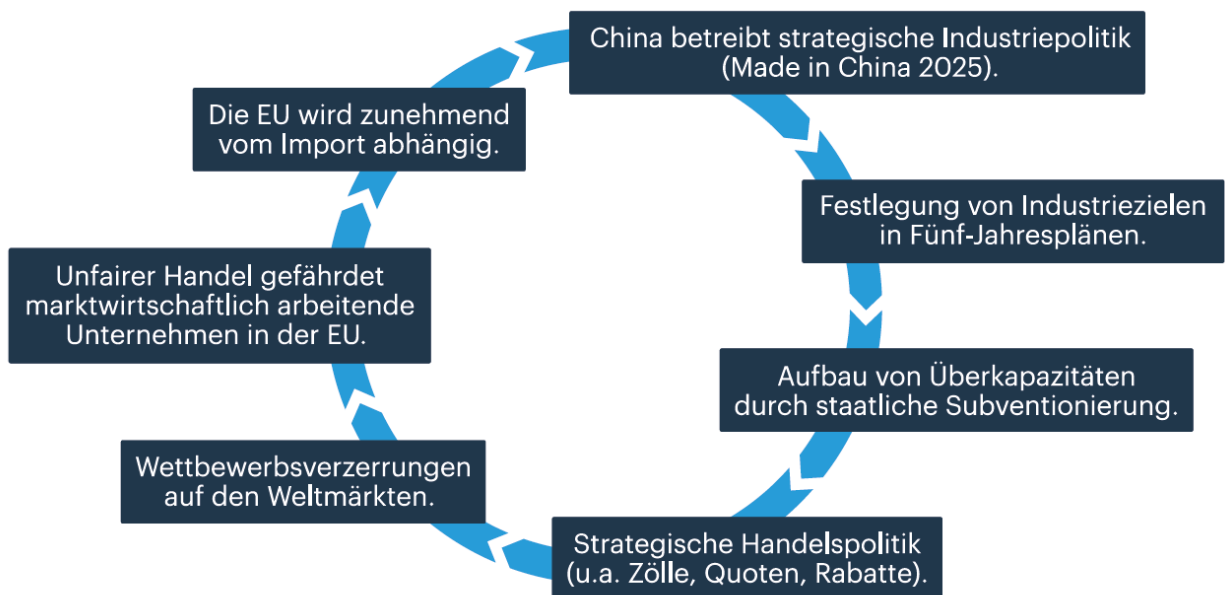 China betreibt strategische Industriepolitik
(Made in China 2025).
Festlegung von Industriezielen
in Fünf-Jahresplänen.
Aufbau von Überkapazitäten
durch staatliche Subventionierung.
Strategische Handelspolitik
(u.a. Zölle, Quoten, Rabatte).
Wettbewerbsverzerrungen
auf den Weltmärkten.
Unfairer Handel gefährdet
marktwirtschaftlich arbeitende
Unternehmen in der EU.
Die EU wird zunehmend
vom Import abhängig.